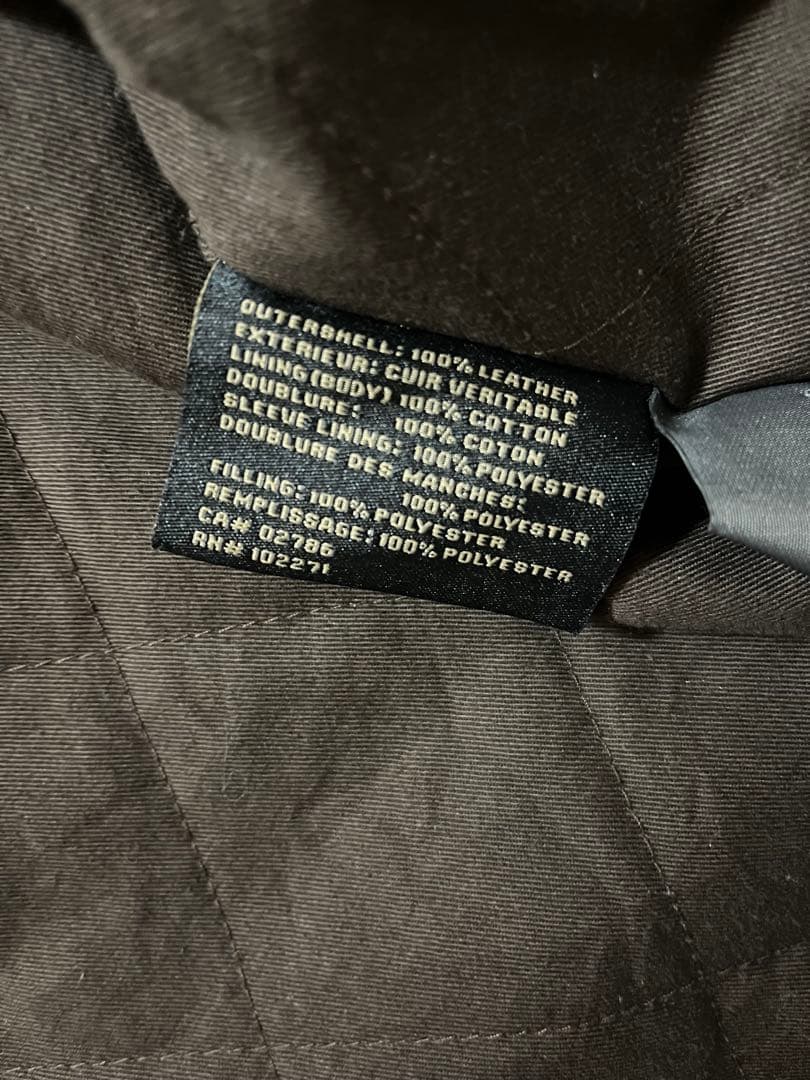 OUTERSHELL: 100% LEATHER
EXTERIEUR: CUIR VERITABLE
LINING(BODY) 100% COTTON
DOUBLURE: 100% COTON
SLEEVE LINING: 100% POLYESTER
DOUBLURE DES MANCHES:
100% POLYESTER
FILLING: 100% POLYESTER
REMPLISSAGE: 100% POLYESTER
CA# 02786
RN# 102271